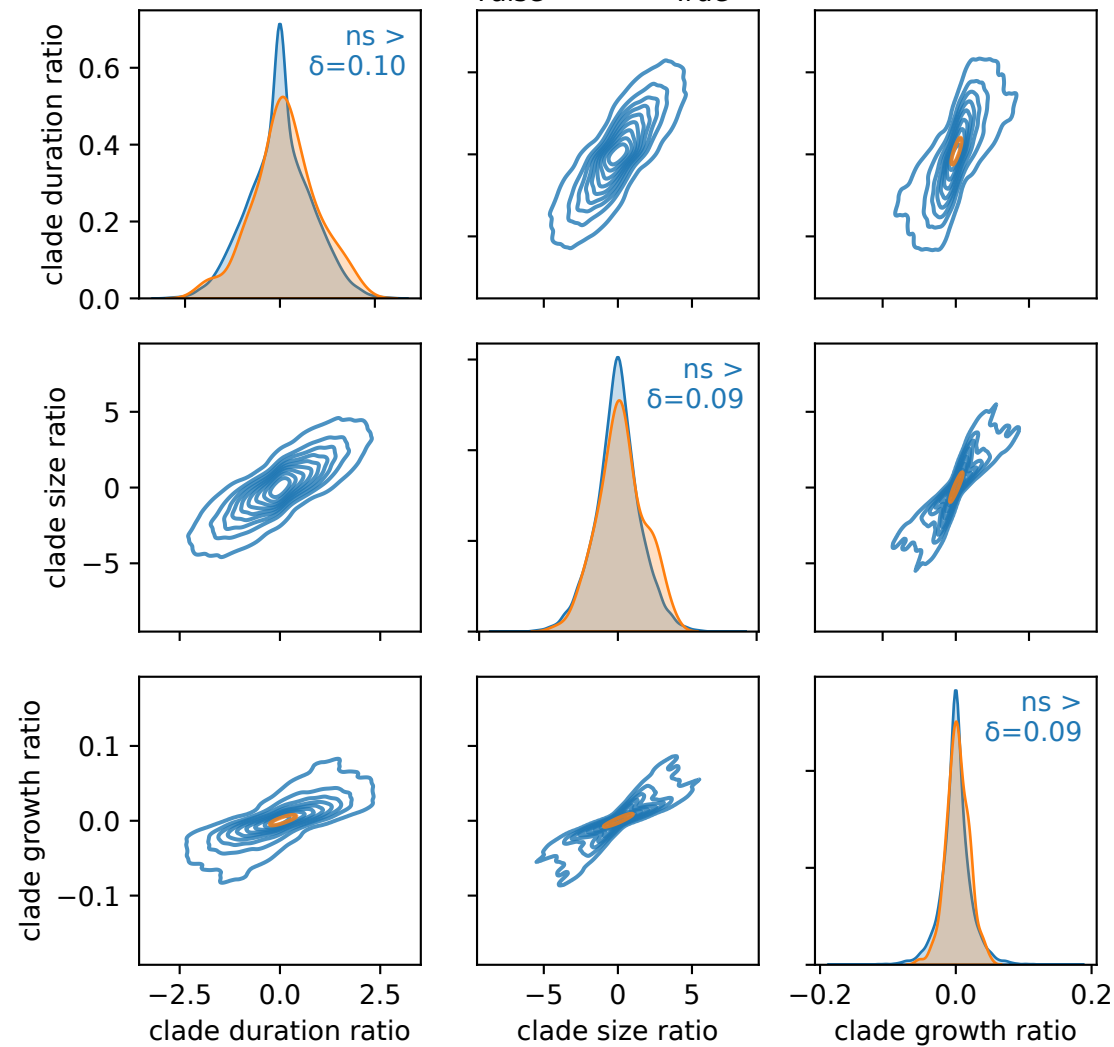 ns >
δ=0.10
clade duration ratio
0.6
0.4
0.2
0.0
ns >
δ=0.09
clade size ratio
5
0
−5
ns >
δ=0.09
clade growth ratio
0.1
0.0
−0.1
−2.5 0.0 2.5
−5 0 5
−0.2 0.0 0.2
clade duration ratio
clade size ratio
clade growth ratio